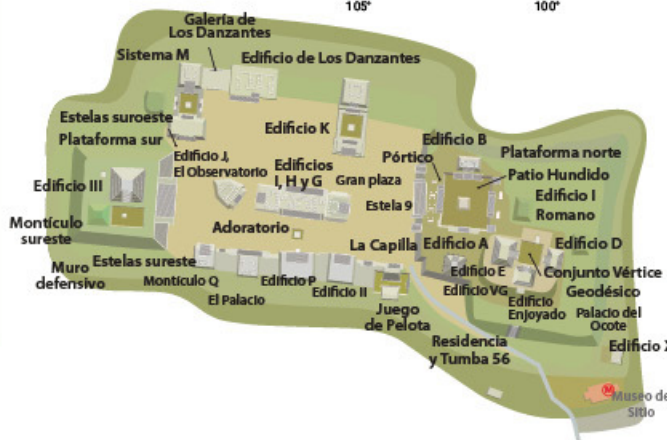 105°
100°
Galería de
Los Danzantes
Sistema M
Edificio de Los Danzantes
Estelas suroeste
Plataforma sur
Edificio K
Edificio J,
El Observatorio
Edificio B
Pórtico
Plataforma norte
Patio Hundido
Edificios
I, H y G
Gran plaza
Edificio III
Edificio I
Romano
Estela 9
Montículo
sureste
Adoratorio
La Capilla
Edificio A
Edificio D
Muro
defensivo
Estelas sureste
Montículo Q
El Palacio
Edificio P
Edificio II
Edificio E
Edificio VG
Conjunto Vértice
Geodésico
Edificio
Enjoyado
Juego
de Pelota
Palacio del
Ocote
Residencia
y Tumba 56
Edificio X
M
Museo de
Sitio